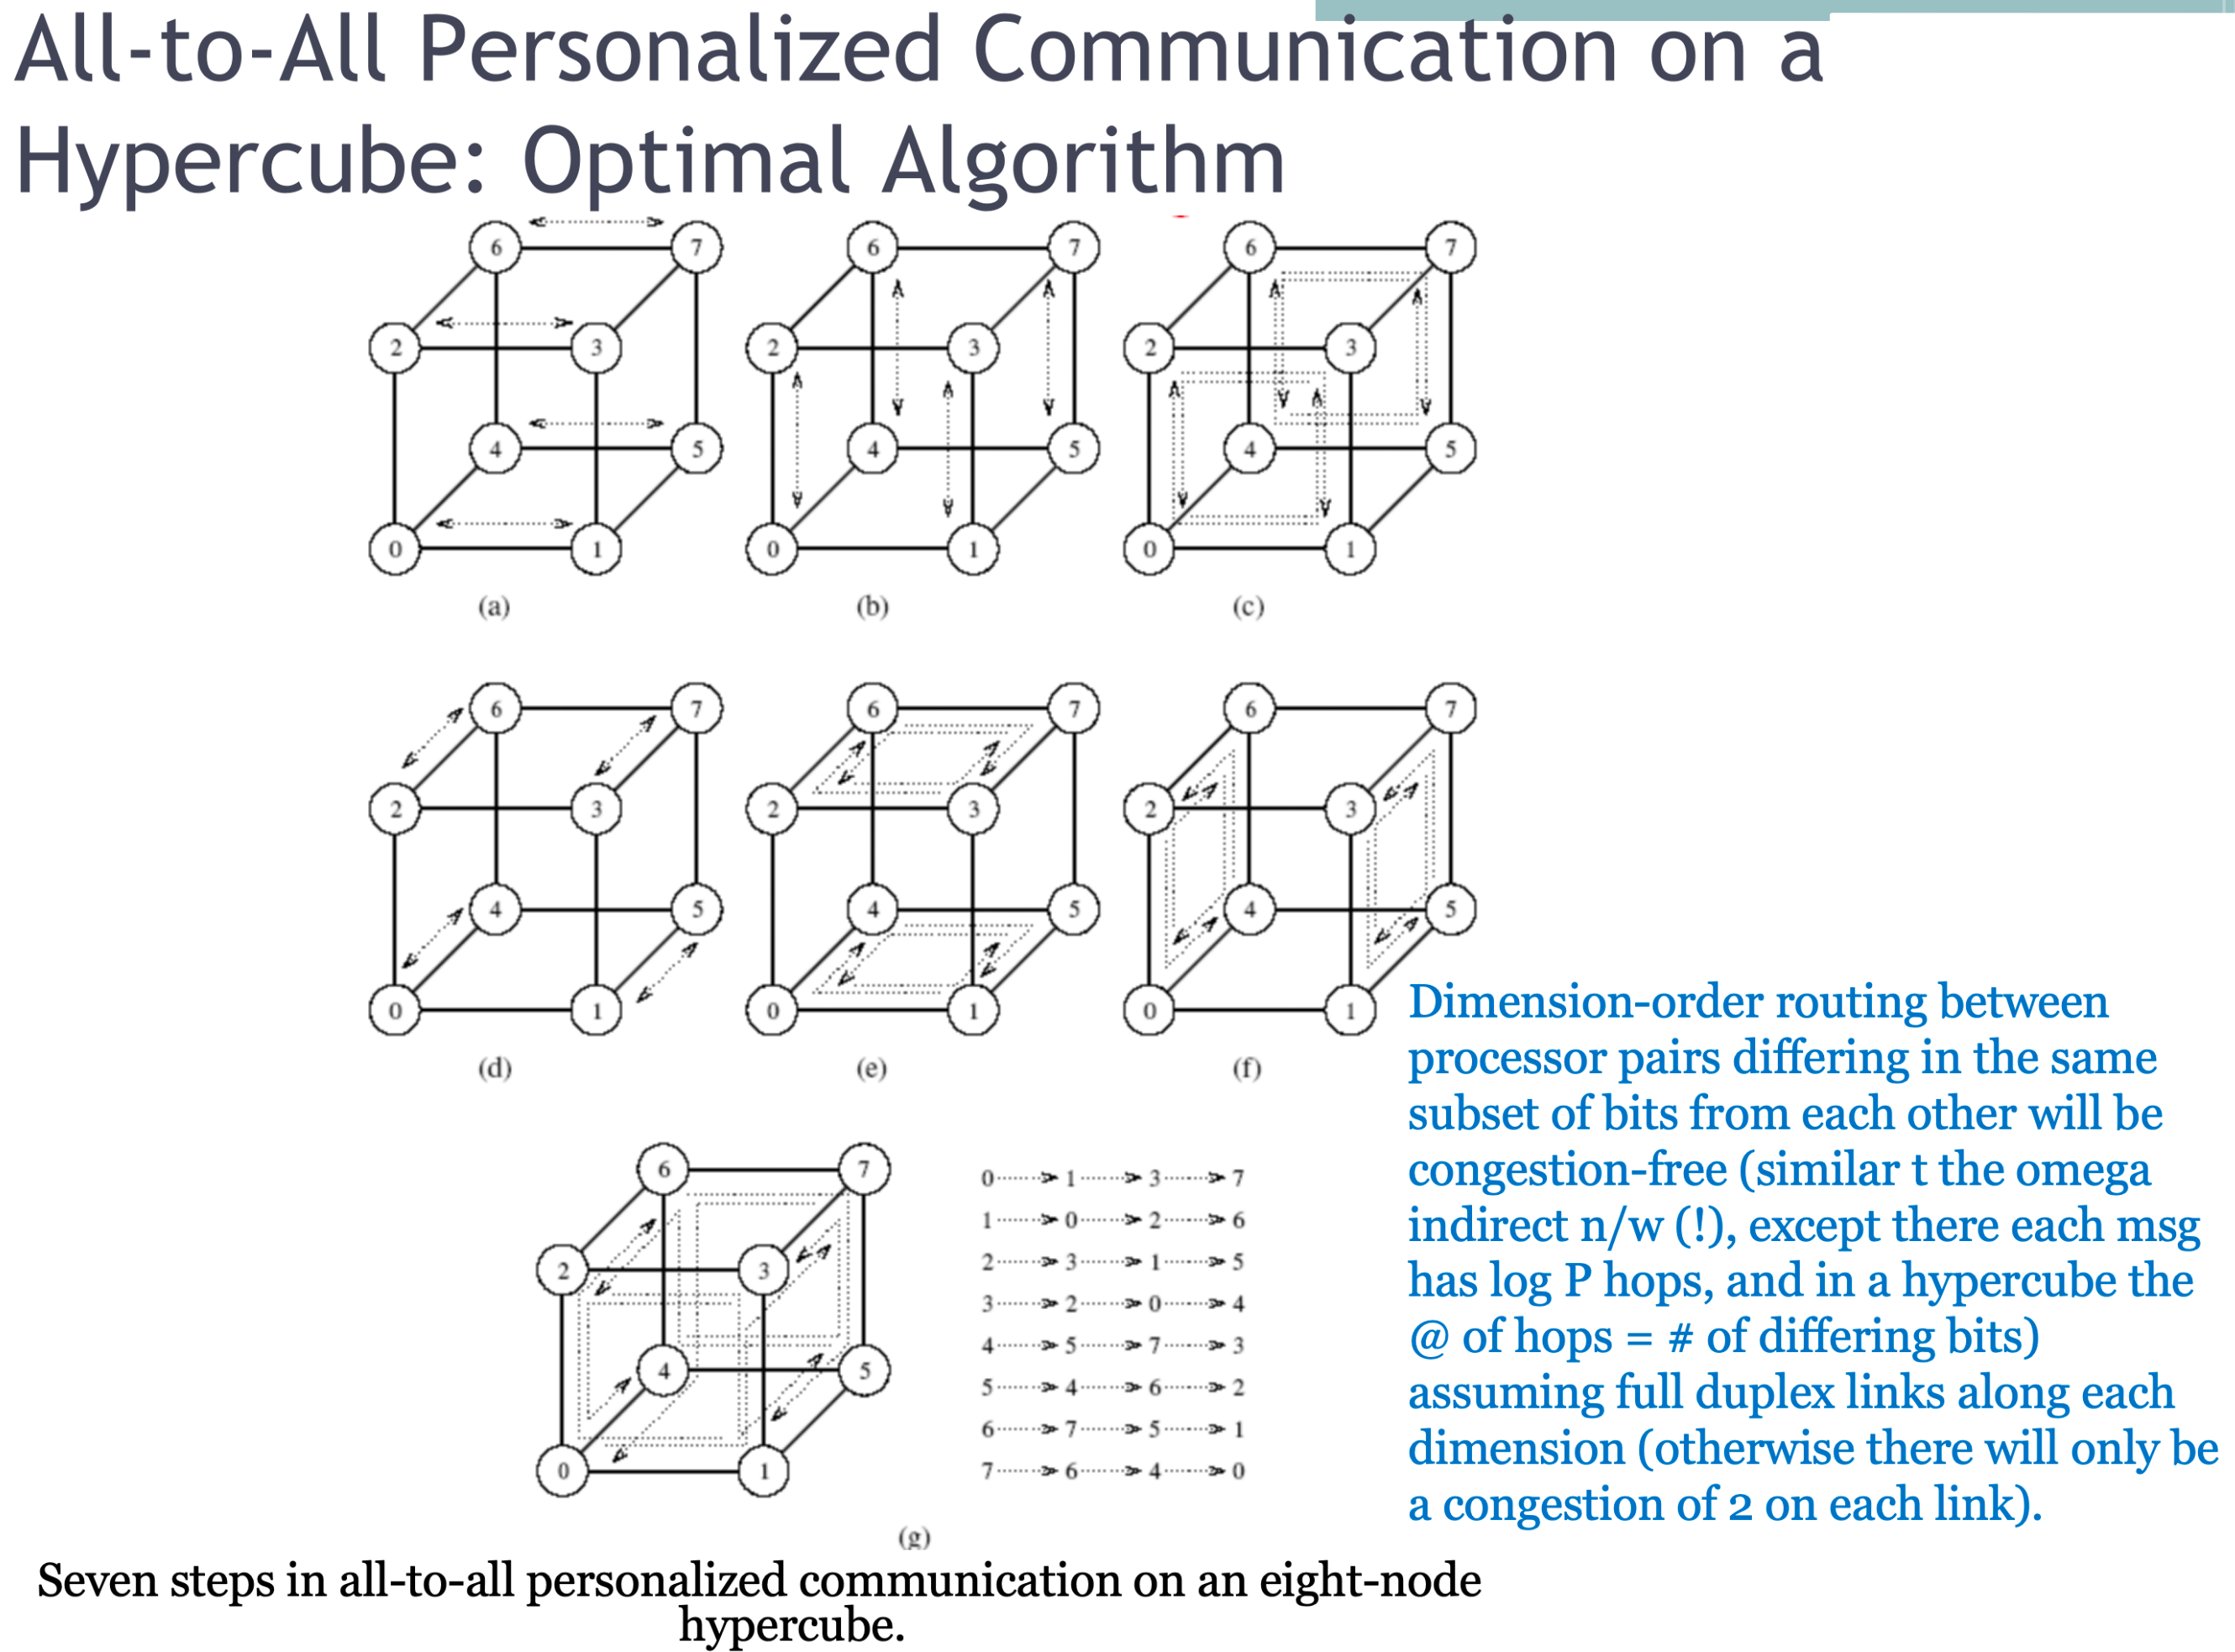 All-to-All Personalized Communication on a
Hypercube: Optimal Algorithm
6 7
2 3
4 5
0 1
(a)
6 7
2 3
4 5
0 1
(b)
6 7
2 3
4 5
0 1
(c)
6 7
2 3
4 5
0 1
(d)
6 7
2 3
4 5
0 1
(e)
6 7
2 3
4 5
0 1
(f)
6 7
2 3
4 5
0 1
0 1 3 7
1 0 2 6
2 3 1 5
3 2 0 4
4 5 7 3
5 4 6 2
6 7 5 1
7 6 4 0
(g)
Dimension-order routing between
processor pairs differing in the same
subset of bits from each other will be
congestion-free (similar t the omega
indirect n/w (!), except there each msg
has log P hops, and in a hypercube the
@ of hops = # of differing bits)
assuming full duplex links along each
dimension (otherwise there will only be
a congestion of 2 on each link).
Seven steps in all-to-all personalized communication on an eight-node
hypercube.